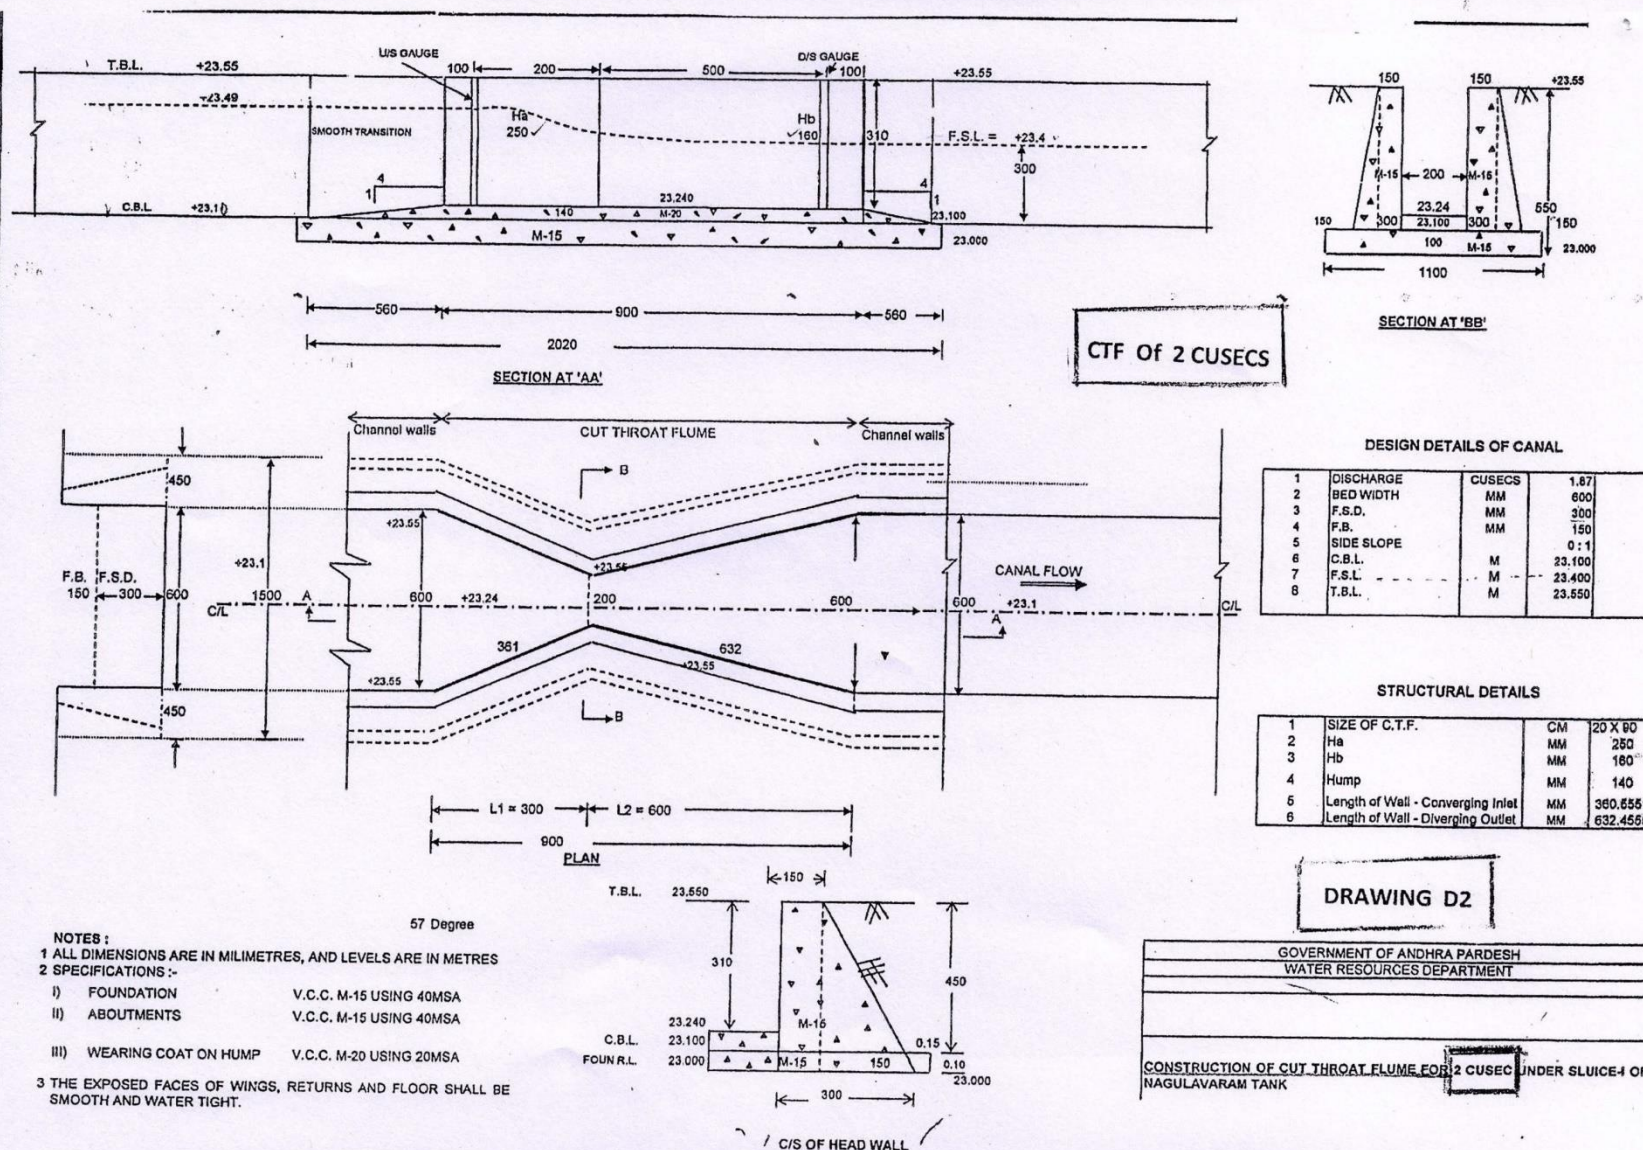 U/S GAUGE
D/S GAUGE
T.B.L. +23.55
100 200 500 100
+23.55
+23.49
SMOOTH TRANSITION
Ha
250
Hb
160
310
F.S.L = +23.4
300
4
1
4
1
C.B.L
23.240
140 M-20
23.100
M-15
23.000
560 900 560
2020
SECTION AT 'AA'
150 150 +23.55
M-15 200 M-15
23.24
550
150 300 23.100 300 150
100 M-15 23.000
1100
SECTION AT 'BB'
CTF Of 2 CUSECS
Channel walls CUT THROAT FLUME Channel walls
B
450
+23.55
+23.55
+23.1
F.B. F.S.D.
150 300 600 1500 A 600 +23.24 200 600 600 +23.1
CANAL FLOW
C/L C/L
A
361 632
+23.55
+23.55
450
B
L1 = 300 L2 = 600
900
PLAN
DESIGN DETAILS OF CANAL
1 DISCHARGE CUSECS 1.87
2 BED WIDTH MM 600
3 F.S.D. MM 300
4 F.B. MM 150
5 SIDE SLOPE 0 : 1
6 C.B.L. M 23.100
7 F.S.L. M 23.400
8 T.B.L. M 23.550
STRUCTURAL DETAILS
1 SIZE OF C.T.F. CM 20 X 90
2 Ha MM 250
3 Hb MM 160
4 Hump MM 140
5 Length of Wall - Converging Inlet MM 360.555
6 Length of Wall - Diverging Outlet MM 632.455
DRAWING D2
57 Degree
NOTES :
1 ALL DIMENSIONS ARE IN MILIMETRES, AND LEVELS ARE IN METRES
2 SPECIFICATIONS :-
I) FOUNDATION V.C.C. M-15 USING 40MSA
II) ABOUTMENTS V.C.C. M-15 USING 40MSA
III) WEARING COAT ON HUMP V.C.C. M-20 USING 20MSA
3 THE EXPOSED FACES OF WINGS, RETURNS AND FLOOR SHALL BE
SMOOTH AND WATER TIGHT.
150
T.B.L. 23.550
310
450
23.240
C.B.L. 23.100
FOUN R.L. 23.000
M-15
M-15 150
0.15
0.10
23.000
300
C/S OF HEAD WALL
GOVERNMENT OF ANDHRA PARDESH
WATER RESOURCES DEPARTMENT
CONSTRUCTION OF CUT THROAT FLUME FOR 2 CUSEC UNDER SLUICE-I
NAGULAVARAM TANK